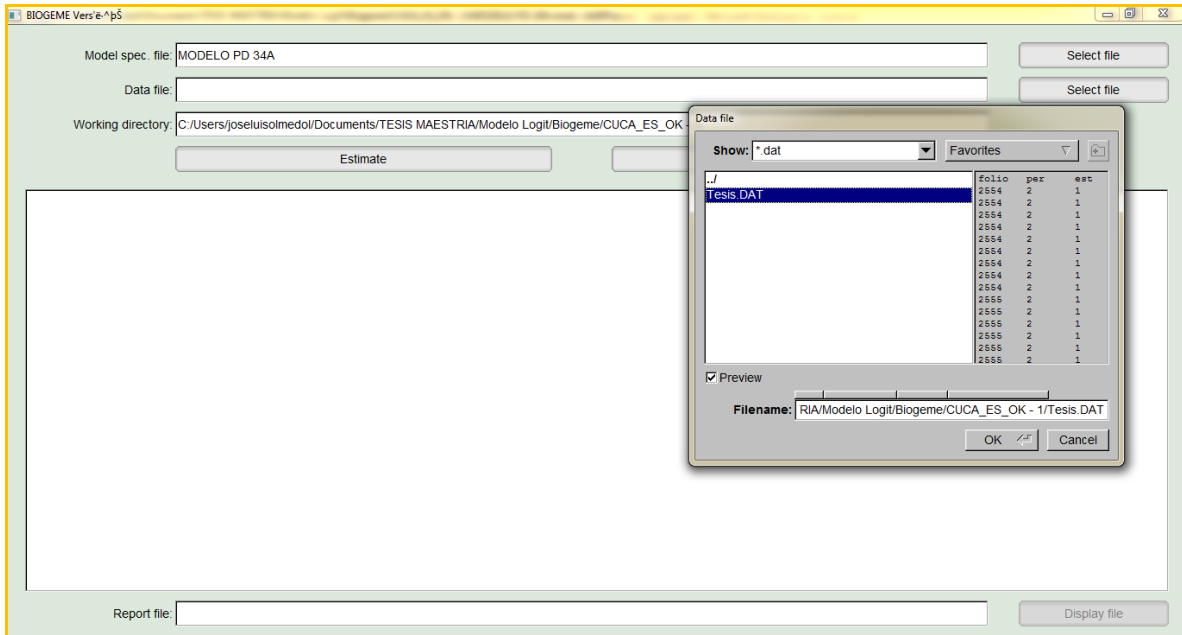 BIOGEME Vers'ë-^þŠ
Model spec. file: MODELO PD 34A Select file
Data file: Select file
Working directory: C:/Users/joseluisolmedol/Documents/TESIS MAESTRIA/Modelo Logit/Biogeme/CUCA_ES_OK -
Estimate
Data file
Show: *.dat Favorites
../
Tesis.DAT
folio per est
2554 2 1
2554 2 1
2554 2 1
2554 2 1
2554 2 1
2554 2 1
2554 2 1
2554 2 1
2554 2 1
2555 2 1
2555 2 1
2555 2 1
2555 2 1
2555 2 1
2555 2 1
Preview
Filename: RIA/Modelo Logit/Biogeme/CUCA_ES_OK - 1/Tesis.DAT
OK Cancel
Report file: Display file